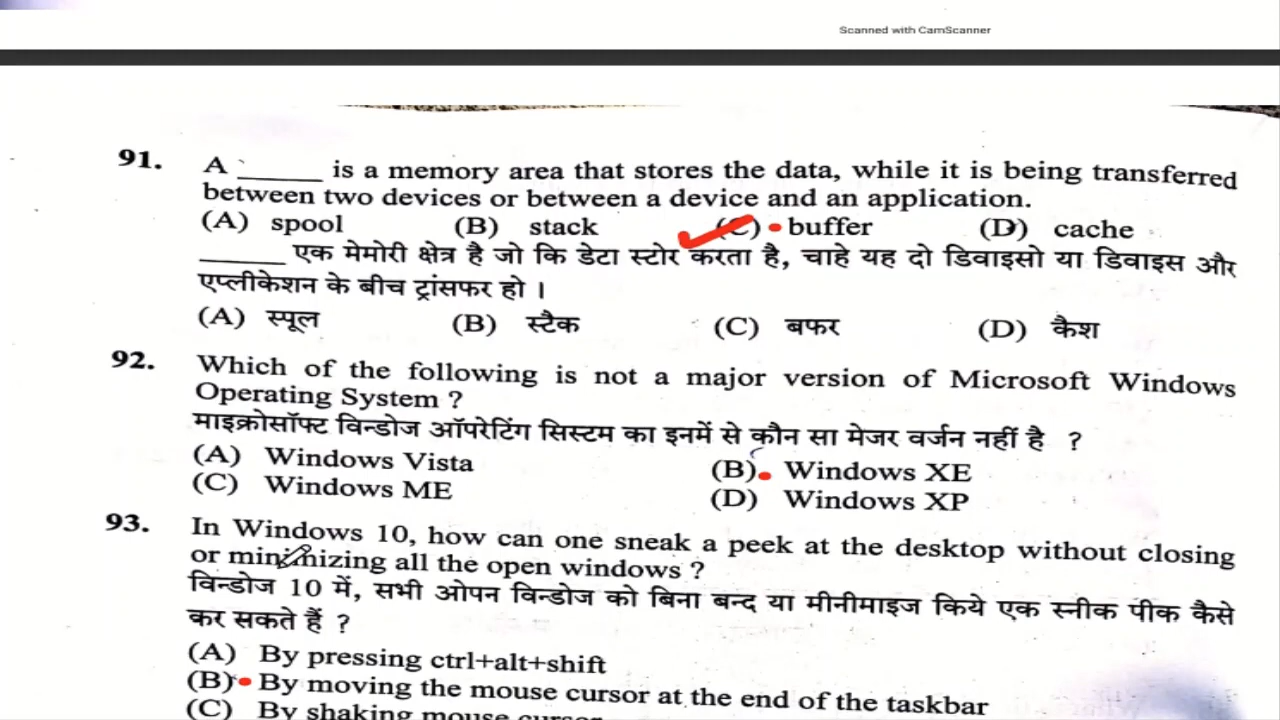 Scanned with CamScanner
91. A ______ is a memory area that stores the data, while it is being transferred
between two devices or between a device and an application.
(A) spool (B) stack (C) buffer (D) cache
______ एक मेमोरी क्षेत्र है जो कि डेटा स्टोर करता है, चाहे यह दो डिवाइसो या डिवाइस और
एप्लीकेशन के बीच ट्रांसफर हो ।
(A) स्पूल (B) स्टैक (C) बफर (D) कैश
92. Which of the following is not a major version of Microsoft Windows
Operating System ?
माइक्रोसॉफ्ट विन्डोज ऑपरेटिंग सिस्टम का इनमें से कौन सा मेजर वर्जन नहीं है ?
(A) Windows Vista (B) Windows XE
(C) Windows ME (D) Windows XP
93. In Windows 10, how can one sneak a peek at the desktop without closing
or minimizing all the open windows ?
विन्डोज 10 में, सभी ओपन विन्डोज को बिना बन्द या मीनीमाइज किये एक स्नीक पीक कैसे
कर सकते हैं ?
(A) By pressing ctrl+alt+shift
(B) By moving the mouse cursor at the end of the taskbar
(C) By shaking mouse cursor